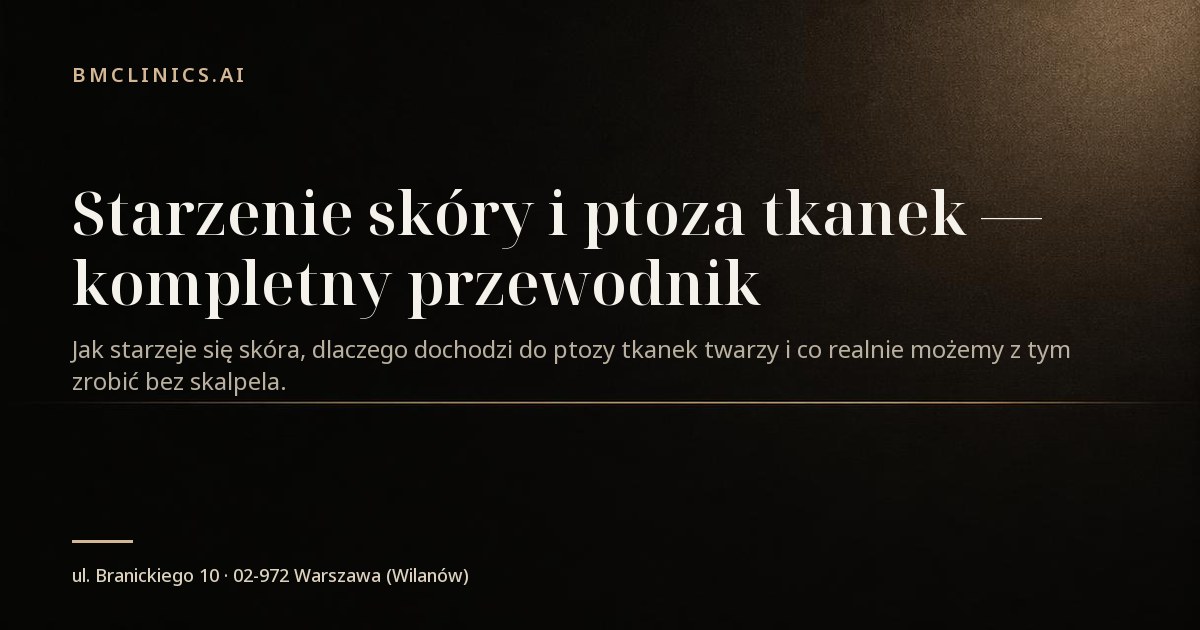 BMCLINICS.AI
Starzenie skóry i ptoza tkanek —
kompletny przewodnik
Jak starzeje się skóra, dlaczego dochodzi do ptozy tkanek twarzy i co realnie możemy z tym
zrobić bez skalpela.
ul. Branickiego 10 · 02-972 Warszawa (Wilanów)